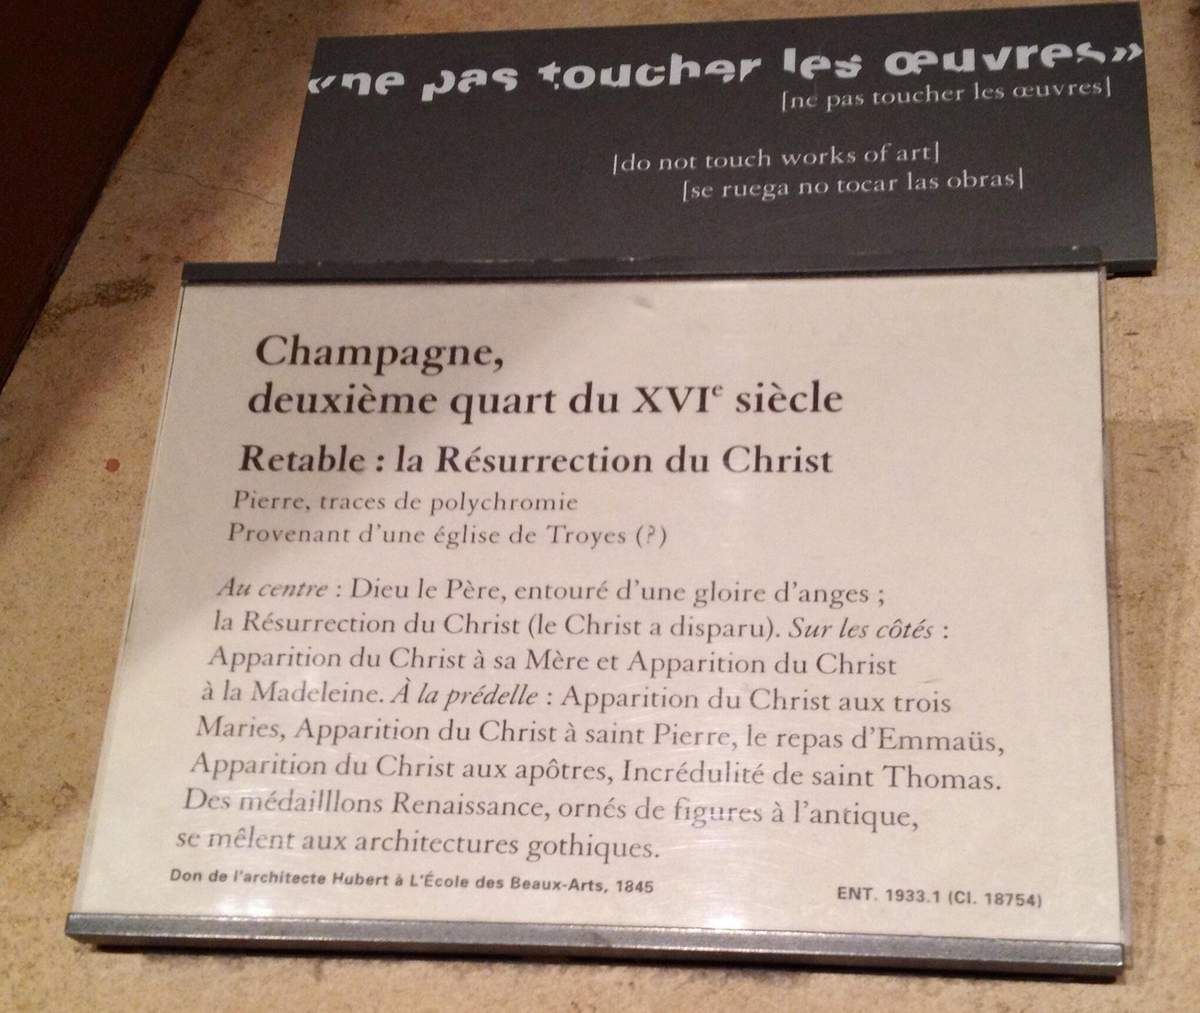 «ne pas toucher les œuvres»
[ne pas toucher les œuvres]
[do not touch works of art]
[se ruega no tocar las obras]
Champagne,
deuxième quart du XVIe siècle
Retable : la Résurrection du Christ
Pierre, traces de polychromie
Provenant d'une église de Troyes (?)
Au centre : Dieu le Père, entouré d'une gloire d'anges ;
la Résurrection du Christ (le Christ a disparu). Sur les côtés :
Apparition du Christ à sa Mère et Apparition du Christ
à la Madeleine. À la prédelle : Apparition du Christ aux trois
Maries, Apparition du Christ à saint Pierre, le repas d'Emmaüs,
Apparition du Christ aux apôtres, Incrédulité de saint Thomas.
Des médailllons Renaissance, ornés de figures à l'antique,
se mêlent aux architectures gothiques.
Don de l'architecte Hubert à L'École des Beaux-Arts, 1845
ENT. 1933.1 (Cl. 18754)